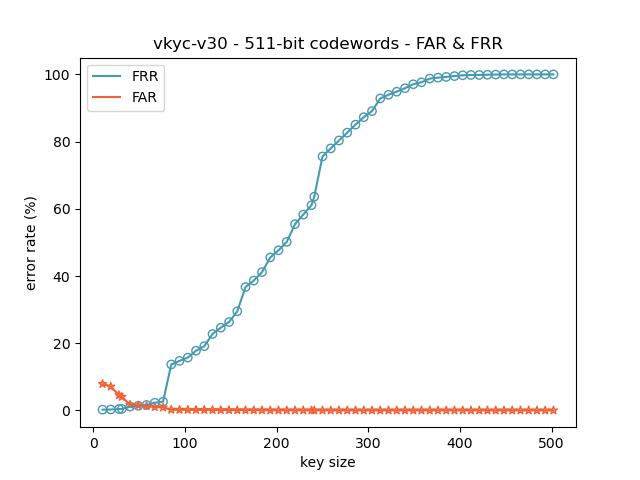 vkyc-v30 - 511-bit codewords - FAR & FRR
FRR
FAR
error rate (%)
100
80
60
40
20
0
0 100 200 300 400 500
key size